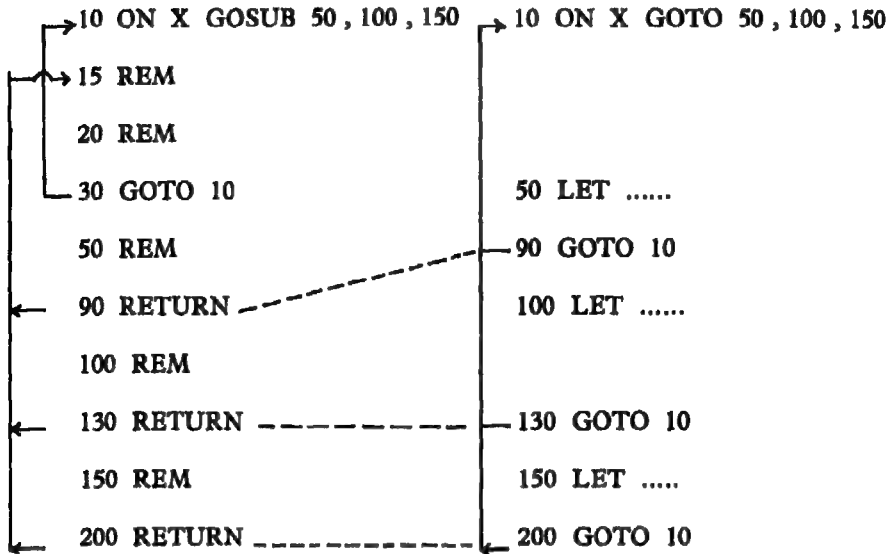 10 ON X GOSUB 50 , 100 , 150
15 REM
20 REM
30 GOTO 10
50 REM
90 RETURN
100 REM
130 RETURN
150 REM
200 RETURN
10 ON X GOTO 50 , 100 , 150
50 LET ......
90 GOTO 10
100 LET ......
130 GOTO 10
150 LET .....
200 GOTO 10